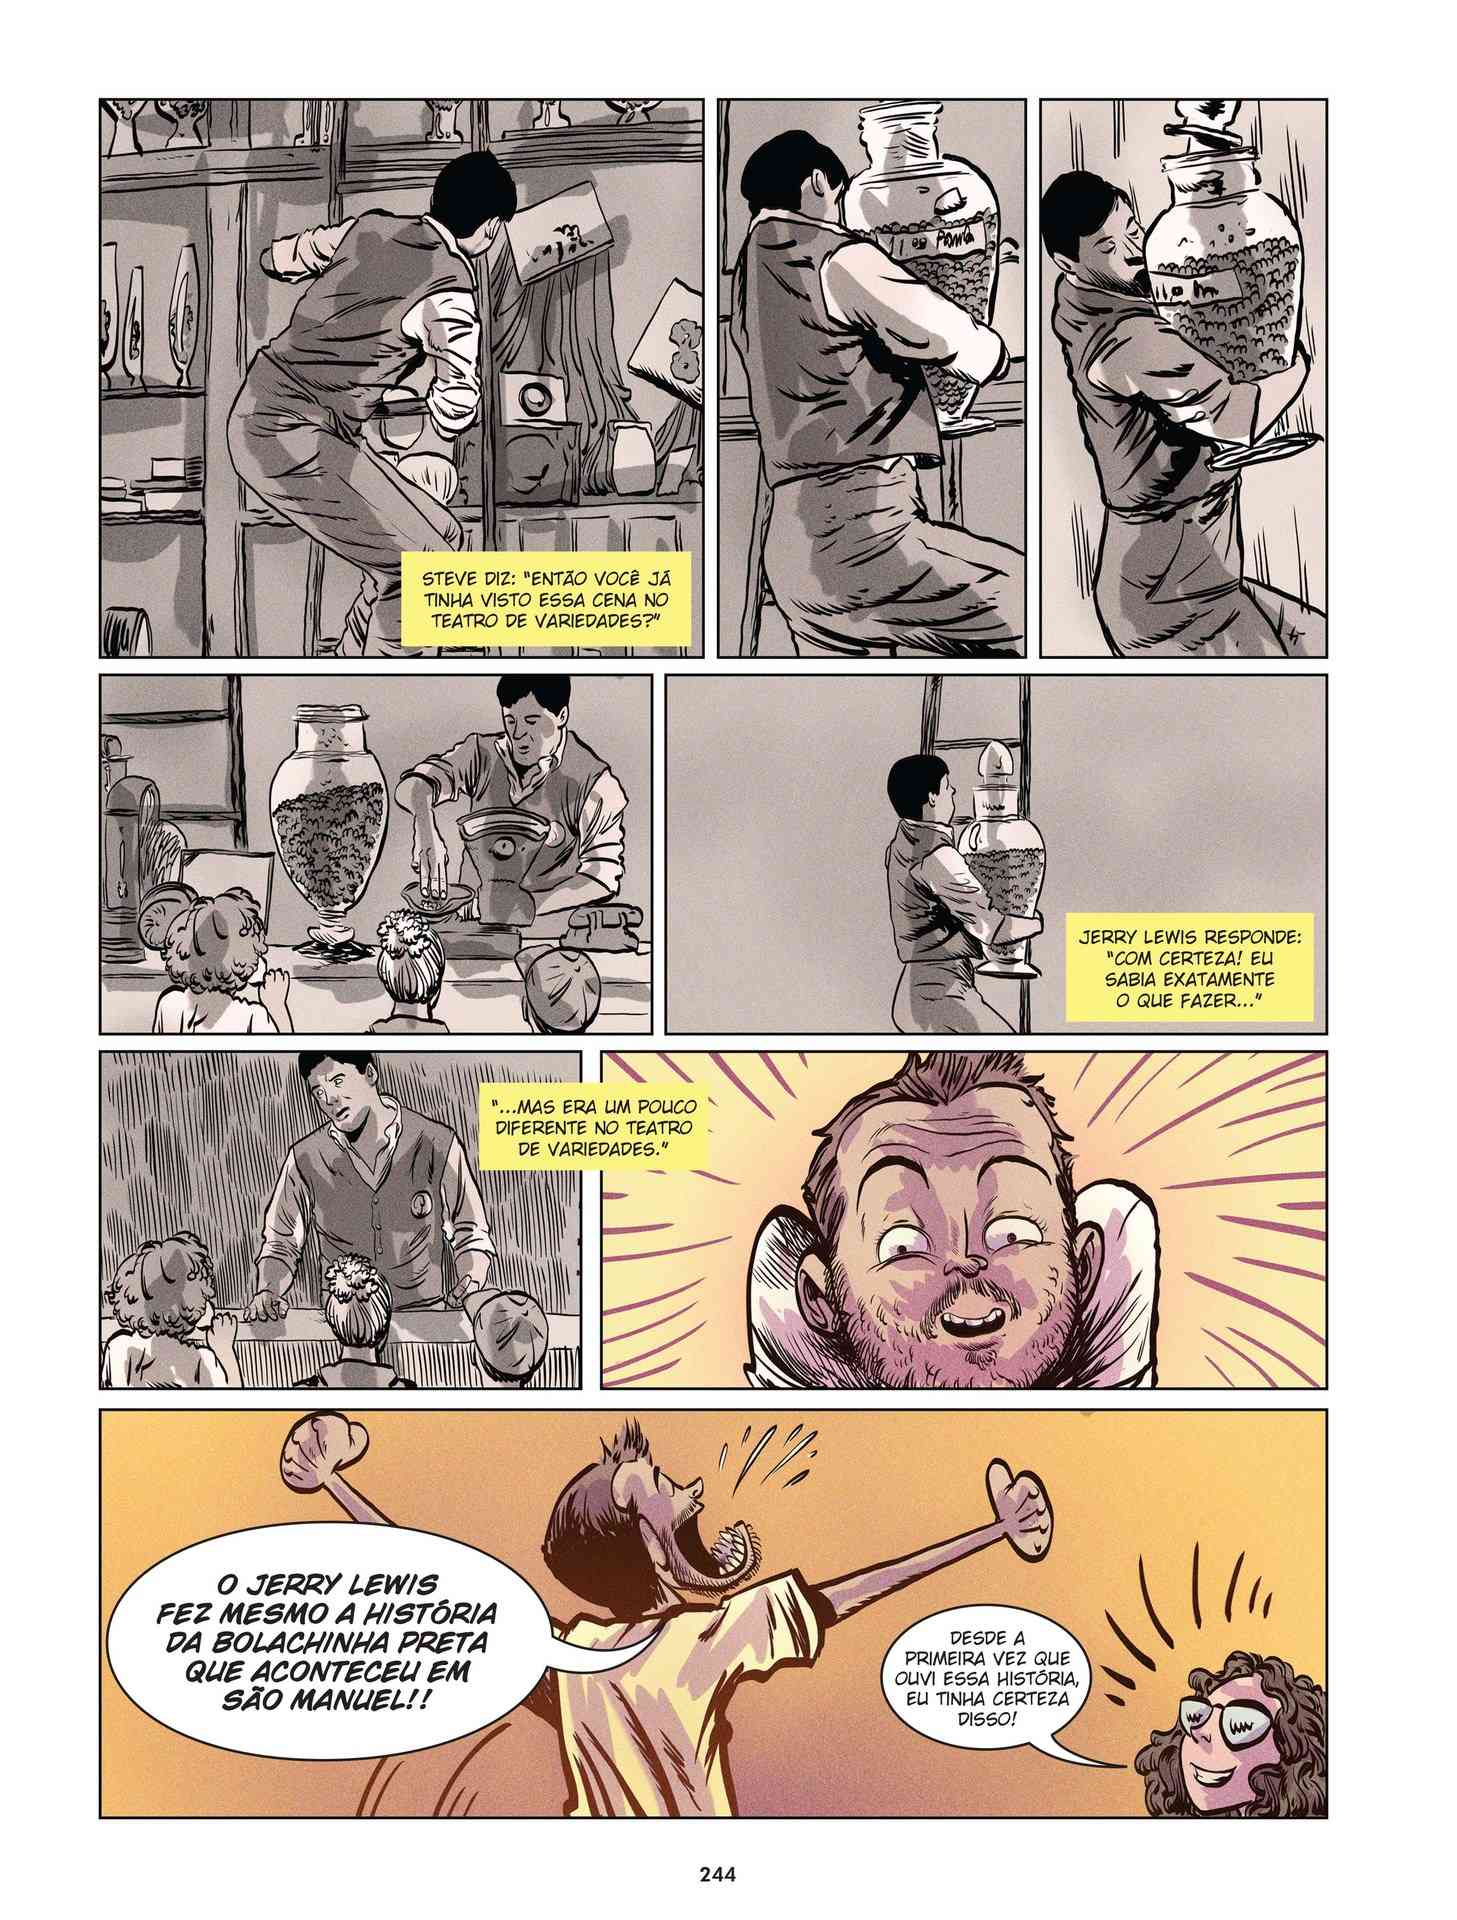 STEVE DIZ: "ENTÃO VOCÊ JÁ
TINHA VISTO ESSA CENA NO
TEATRO DE VARIEDADES?"
JERRY LEWIS RESPONDE:
"COM CERTEZA! EU
SABIA EXATAMENTE
O QUE FAZER..."
"...MAS ERA UM POUCO
DIFERENTE NO TEATRO
DE VARIEDADES."
O JERRY LEWIS
FEZ MESMO A HISTÓRIA
DA BOLACHINHA PRETA
QUE ACONTECEU EM
SÃO MANUEL!!
DESDE A
PRIMEIRA VEZ QUE
OUVI ESSA HISTÓRIA,
EU TINHA CERTEZA
DISSO!
244